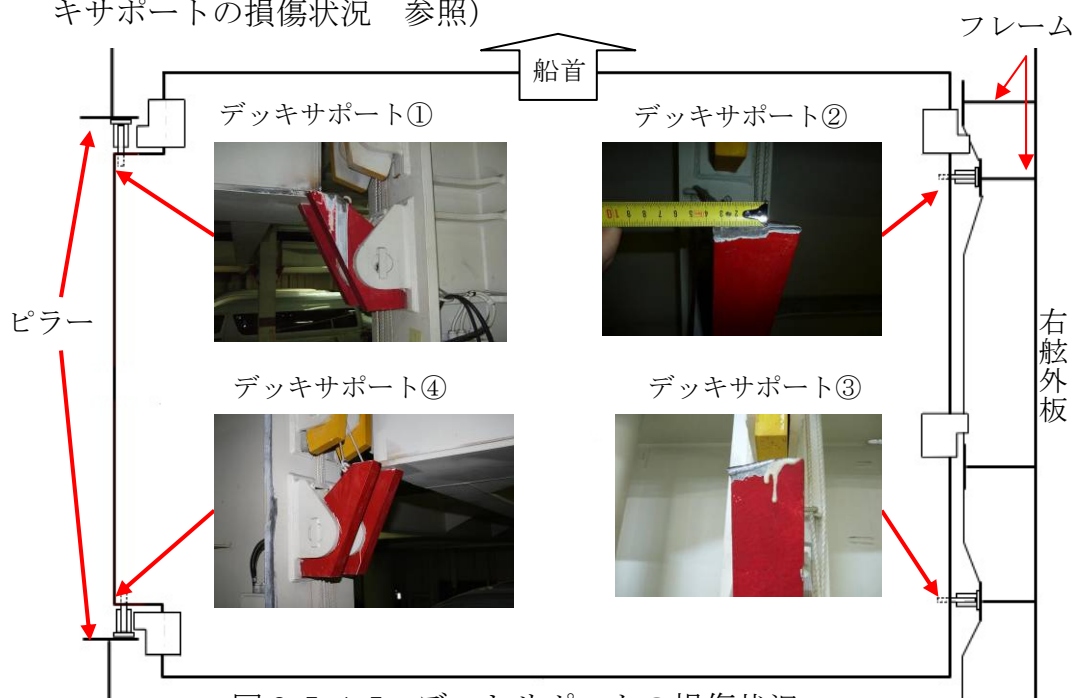 キサポートの損傷状況 参照)
フレーム
船首
デッキサポート①
デッキサポート②
ピラー
右舷外板
デッキサポート④
デッキサポート③